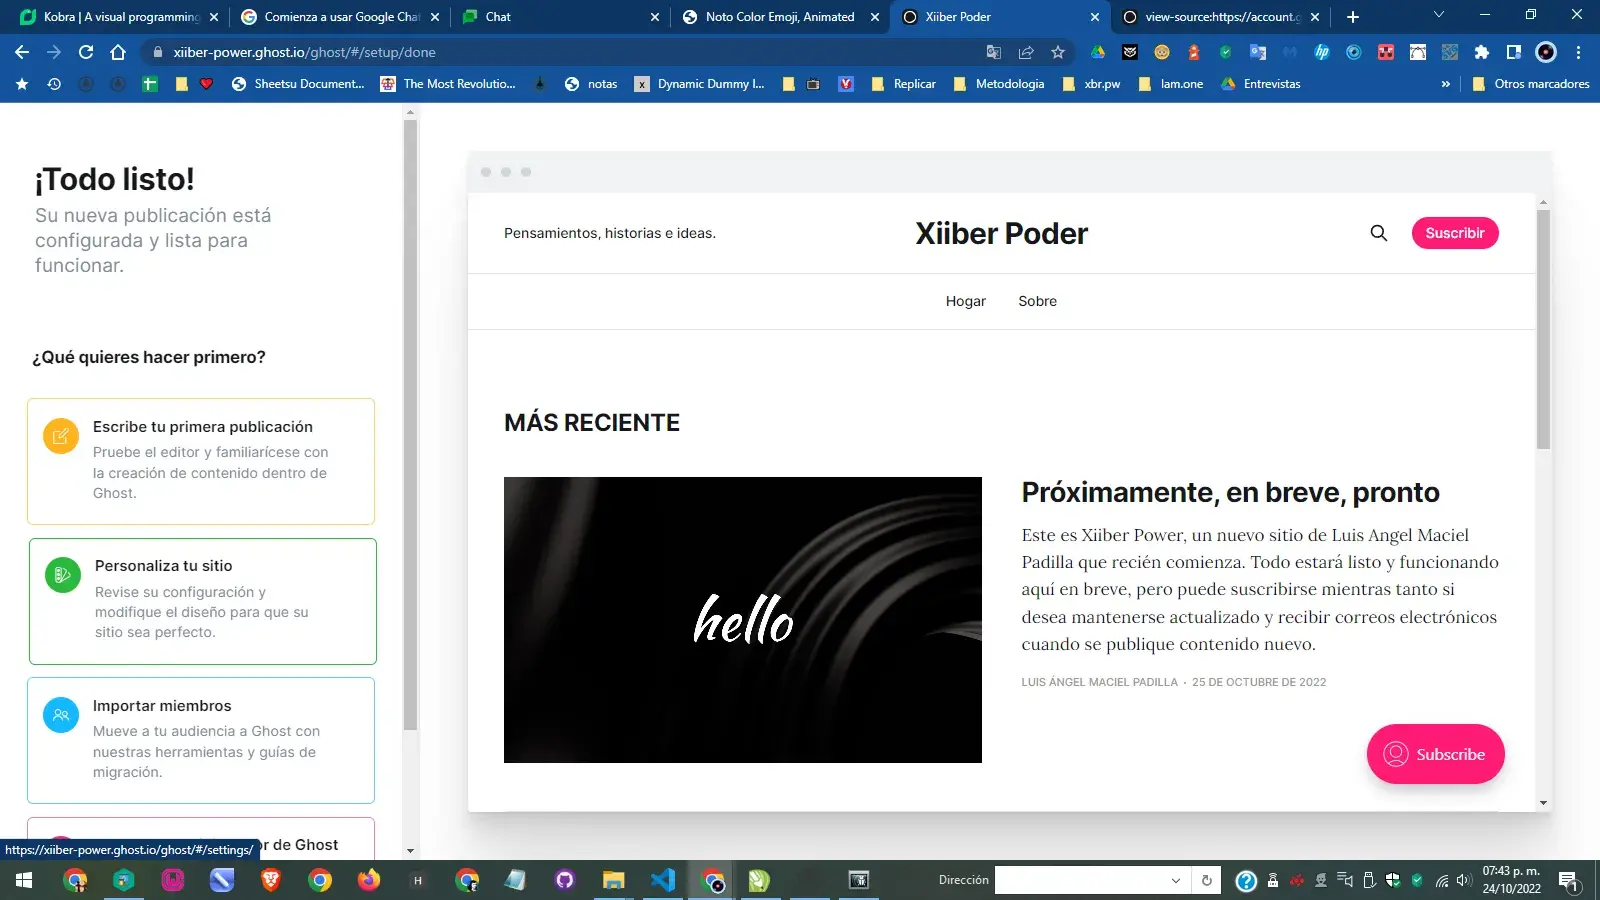 Kobra | A visual programming
Comienza a usar Google Cha
Chat
Noto Color Emoji, Animated
Xiiber Poder
view-source:https://account.g
xiiber-power.ghost.io/ghost/#/setup/done
Sheetsu Document...
The Most Revolutio...
notas
Dynamic Dummy I...
Replicar
Metodologia
xbr.pw
Iam.one
Entrevistas
»
Otros marcadores
¡Todo listo!
Su nueva publicación está
configurada y lista para
funcionar.
¿Qué quieres hacer primero?
Escribe tu primera publicación
Pruebe el editor y familiarícese con
la creación de contenido dentro de
Ghost.
Personaliza tu sitio
Revise su configuración y
modifique el diseño para que su
sitio sea perfecto.
Importar miembros
Mueve a tu audiencia a Ghost con
nuestras herramientas y guías de
migración.
or de Ghost
https://xiiber-power.ghost.io/ghost/#/settings/
Pensamientos, historias e ideas.
Xiiber Poder
Suscribir
Hogar
Sobre
MÁS RECIENTE
hello
Próximamente, en breve, pronto
Este es Xiiber Power, un nuevo sitio de Luis Angel Maciel
Padilla que recién comienza. Todo estará listo y funcionando
aquí en breve, pero puede suscribirse mientras tanto si
desea mantenerse actualizado y recibir correos electrónicos
cuando se publique contenido nuevo.
LUIS ÁNGEL MACIEL PADILLA · 25 DE OCTUBRE DE 2022
Subscribe
H
Dirección
07:43 p. m.
24/10/2022
1